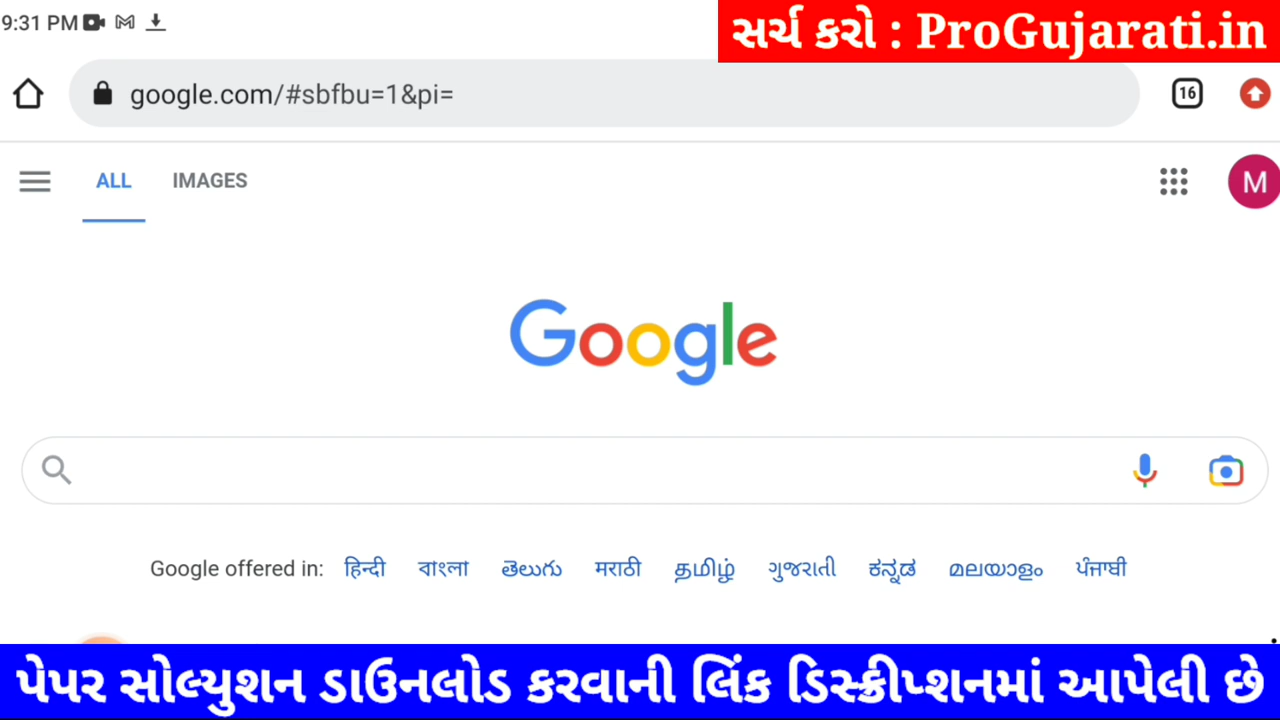 9:31 PM
સર્ચ કરો : ProGujarati.in
google.com/#sbfbu=1&pi=
16
ALL IMAGES
M
Google
Google offered in: हिन्दी বাংলা తెలుగు मराठी தமிழ் ગુજરાતી ಕನ್ನಡ മലയാളം ਪੰਜਾਬੀ
પેપર સોલ્યુશન ડાઉનલોડ કરવાની લિંક ડિસ્ક્રીપ્શનમાં આપેલી છે